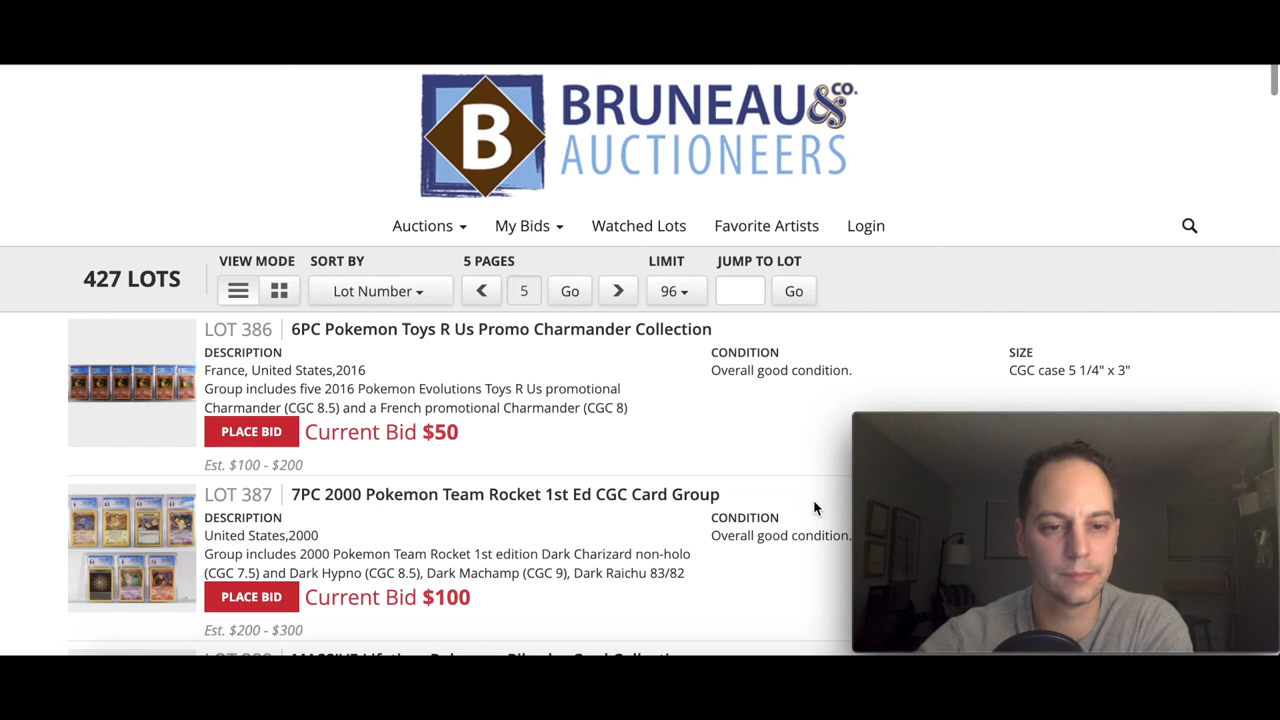 B
BRUNEAU & CO.
AUCTIONEERS
Auctions My Bids Watched Lots Favorite Artists Login
427 LOTS
VIEW MODE SORT BY 5 PAGES LIMIT JUMP TO LOT
Lot Number 5 Go 96 Go
LOT 386 6PC Pokemon Toys R Us Promo Charmander Collection
DESCRIPTION CONDITION SIZE
France, United States,2016 Overall good condition. CGC case 5 1/4" x 3"
Group includes five 2016 Pokemon Evolutions Toys R Us promotional
Charmander (CGC 8.5) and a French promotional Charmander (CGC 8)
PLACE BID Current Bid $50
Est. $100 - $200
LOT 387 7PC 2000 Pokemon Team Rocket 1st Ed CGC Card Group
DESCRIPTION CONDITION
United States,2000 Overall good condition.
Group includes 2000 Pokemon Team Rocket 1st edition Dark Charizard non-holo
(CGC 7.5) and Dark Hypno (CGC 8.5), Dark Machamp (CGC 9), Dark Raichu 83/82
PLACE BID Current Bid $100
Est. $200 - $300